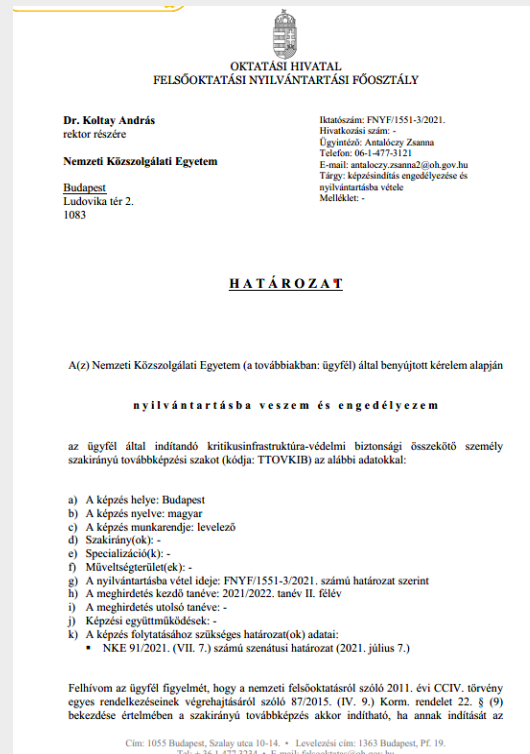 OKTATÁSI HIVATAL
FELSŐOKTATÁSI NYILVÁNTARTÁSI FŐOSZTÁLY
Dr. Koltay András
rektor részére
Nemzeti Közszolgálati Egyetem
Budapest
Ludovika tér 2.
1083
Iktatószám: FNYF/1551-3/2021.
Hivatkozási szám: -
Ügyintéző: Antalóczy Zsanna
Telefon: 06-1-477-3121
E-mail: antaloczy.zsanna2@oh.gov.hu
Tárgy: képzésindítás engedélyezése és
nyilvántartásba vétele
Melléklet: -
HATÁROZAT
A(z) Nemzeti Közszolgálati Egyetem (a továbbiakban: ügyfél) által benyújtott kérelem alapján
nyilvántartásba veszem és engedélyezem
az ügyfél által indítandó kritikusinfrastruktúra-védelmi biztonsági összekötő személy
szakirányú továbbképzési szakot (kódja: TTOVKIB) az alábbi adatokkal:
a) A képzés helye: Budapest
b) A képzés nyelve: magyar
c) A képzés munkarendje: levelező
d) Szakirány(ok): -
e) Specializáció(k): -
f) Műveltségterület(ek): -
g) A nyilvántartásba vétel ideje: FNYF/1551-3/2021. számú határozat szerint
h) A meghirdetés kezdő tanéve: 2021/2022. tanév II. félév
i) A meghirdetés utolsó tanéve: -
j) Képzési együttműködések: -
k) A képzés folytatásához szükséges határozat(ok) adatai:
▪ NKE 91/2021. (VII. 7.) számú szenátusi határozat (2021. július 7.)
Felhívom az ügyfél figyelmét, hogy a nemzeti felsőoktatásról szóló 2011. évi CCIV. törvény
egyes rendelkezéseinek végrehajtásáról szóló 87/2015. (IV. 9.) Korm. rendelet 22. § (9)
bekezdése értelmében a szakirányú továbbképzés akkor indítható, ha annak indítását az
Cím: 1055 Budapest, Szalay utca 10-14. • Levelezési cím: 1363 Budapest, Pf. 19.